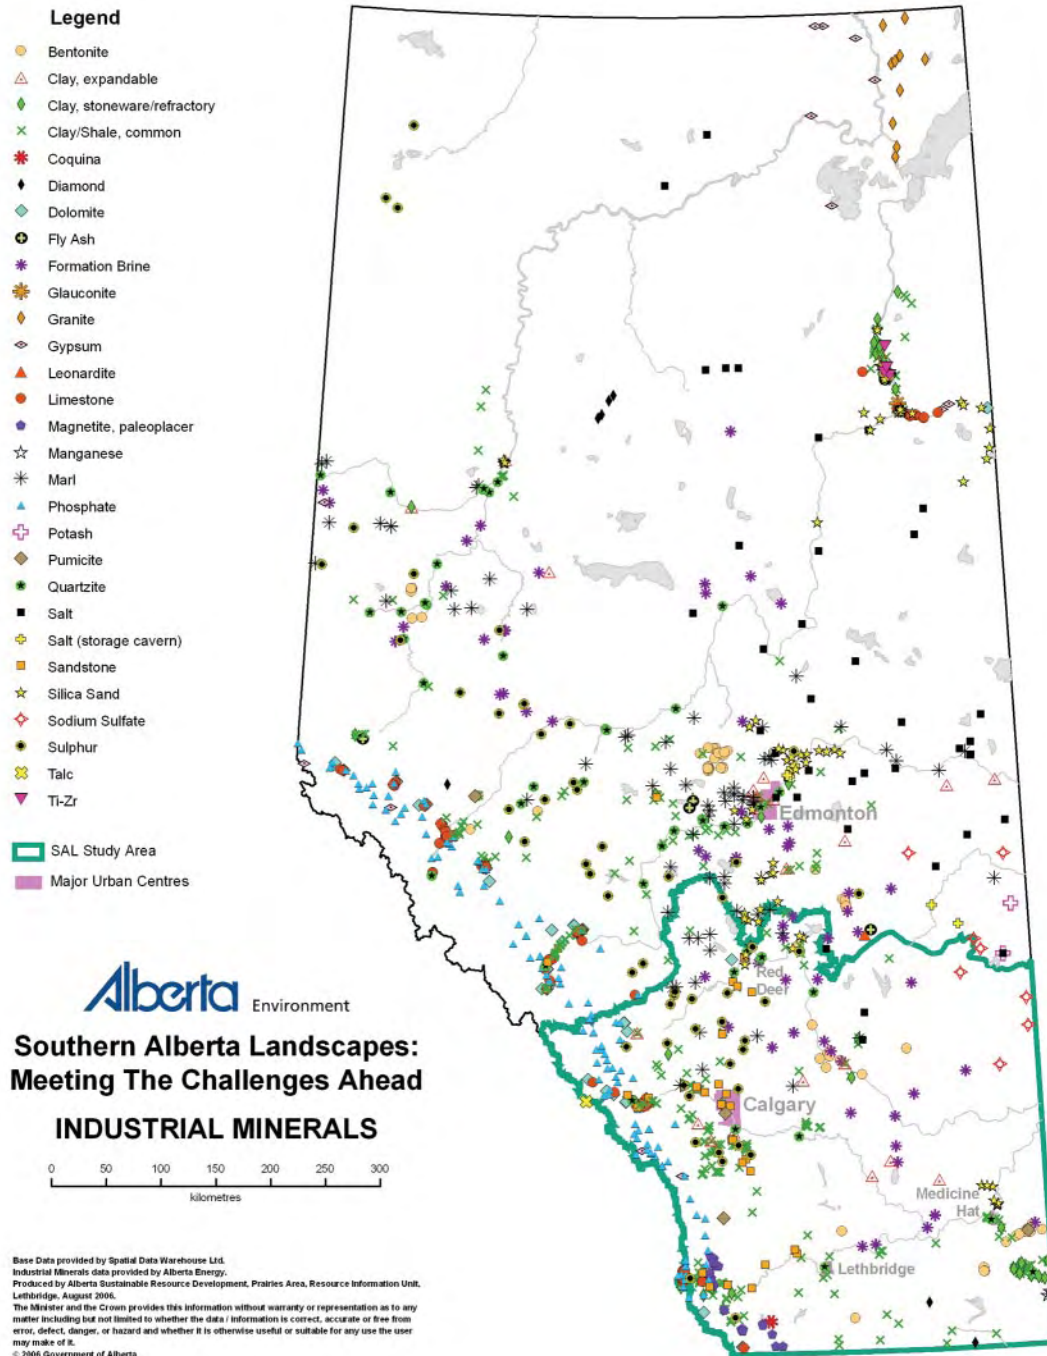 Legend
Bentonite
Clay, expandable
Clay, stoneware/refractory
Clay/Shale, common
Coquina
Diamond
Dolomite
Fly Ash
Formation Brine
Glauconite
Granite
Gypsum
Leonardite
Limestone
Magnetite, paleoplacer
Manganese
Marl
Phosphate
Potash
Pumicite
Quartzite
Salt
Salt (storage cavern)
Sandstone
Silica Sand
Sodium Sulfate
Sulphur
Talc
Ti-Zr
SAL Study Area
Major Urban Centres
Edmonton
Red
Deer
Calgary
Medicine
Hat
Lethbridge
Alberta Environment
Southern Alberta Landscapes:
Meeting The Challenges Ahead
INDUSTRIAL MINERALS
0 50 100 150 200 250 300
kilometres
Base Data provided by Spatial Data Warehouse Ltd.
Industrial Minerals data provided by Alberta Energy.
Produced by Alberta Sustainable Resource Development, Prairies Area, Resource Information Unit,
Lethbridge, August 2006.
The Minister and the Crown provides this information without warranty or representation as to any
matter including but not limited to whether the data / information is correct, accurate or free from
error, defect, danger, or hazard and whether it is otherwise useful or suitable for any use the user
may make of it.
© 2006 Government of Alberta